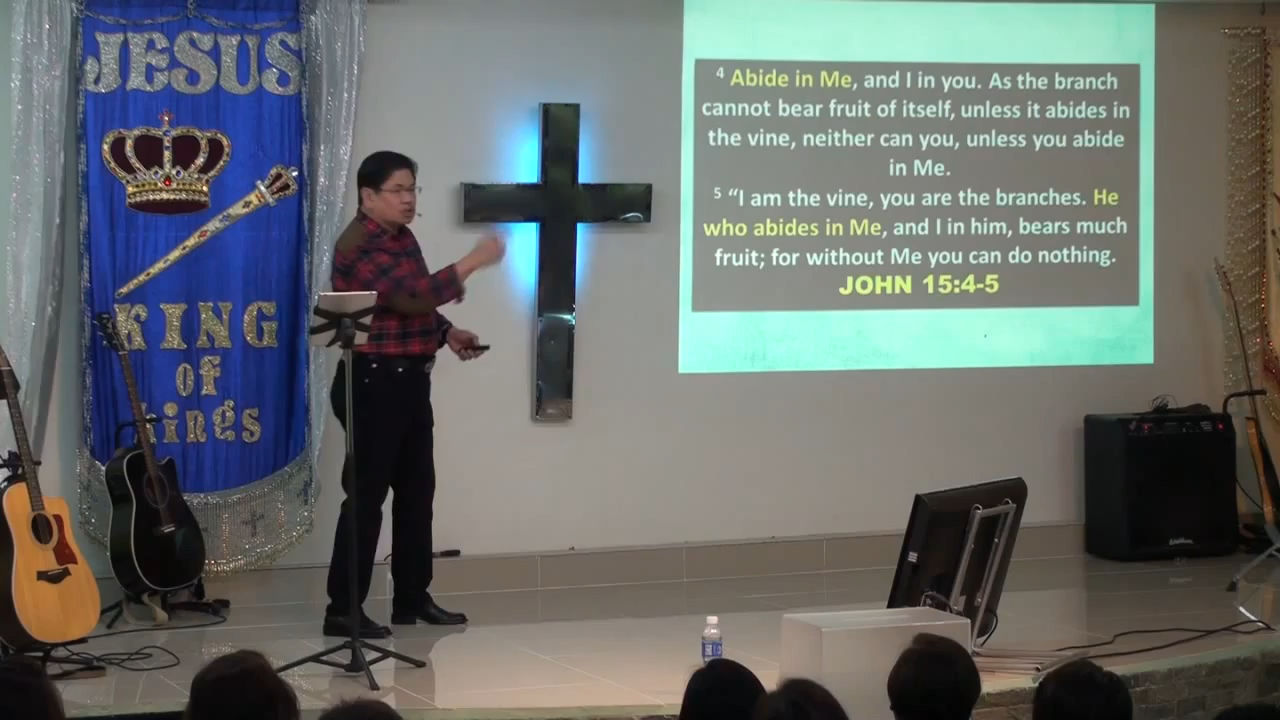 JESUS
KING
of
kings
4 Abide in Me, and I in you. As the branch
cannot bear fruit of itself, unless it abides in
the vine, neither can you, unless you abide
in Me.
5 “I am the vine, you are the branches. He
who abides in Me, and I in him, bears much
fruit; for without Me you can do nothing.
JOHN 15:4-5